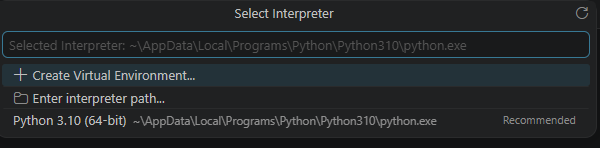 Select Interpreter
Selected Interpreter: ~\AppData\Local\Programs\Python\Python310\python.exe
+ Create Virtual Environment...
Enter interpreter path...
Python 3.10 (64-bit) ~\AppData\Local\Programs\Python\Python310\python.exe Recommended